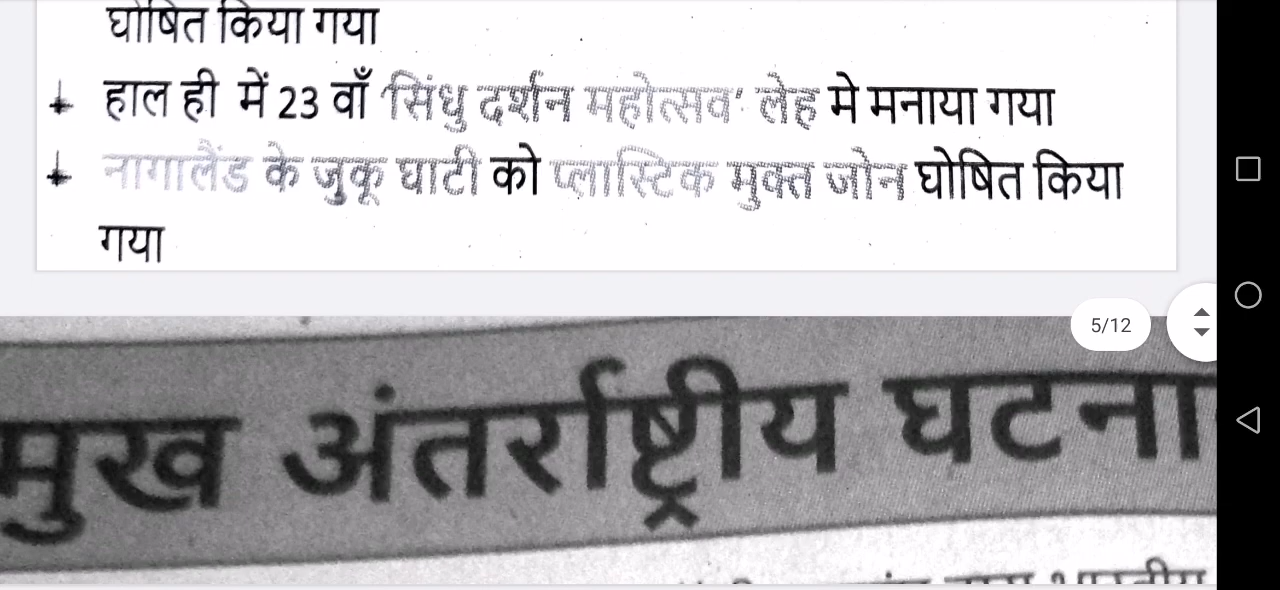 घोषित किया गया
हाल ही में 23 वाँ 'सिंधु दर्शन महोत्सव' लेह मे मनाया गया
नागालैंड के जुकू घाटी को प्लास्टिक मुक्त जोन घोषित किया
गया
5/12
मुख अंतर्राष्ट्रीय घटना